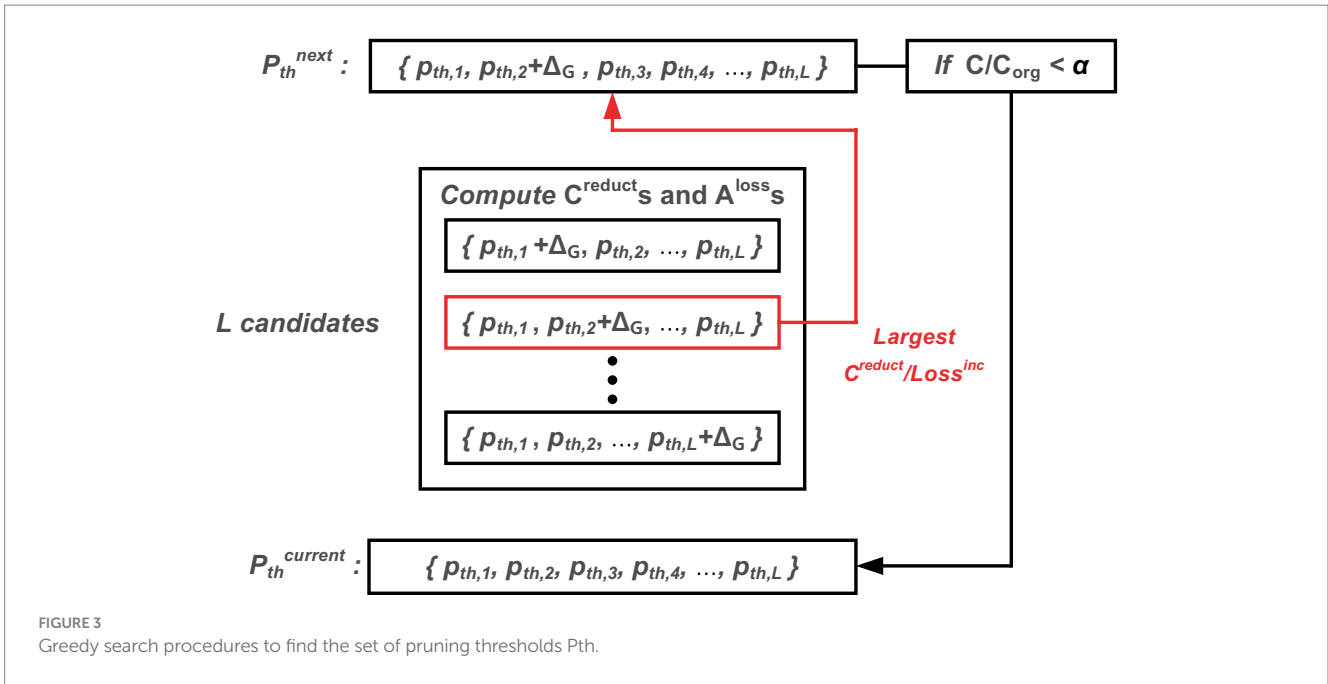 P_th^next : { p_th,1, p_th,2+Δ_G , p_th,3, p_th,4, ..., p_th,L } If C/C_org < α
Compute C^reducts and A^losss
{ p_th,1 +Δ_G, p_th,2, ..., p_th,L }
L candidates { p_th,1 , p_th,2+Δ_G, ..., p_th,L }
Largest
C^reduct/Loss^inc
{ p_th,1 , p_th,2, ..., p_th,L+Δ_G }
P_th^current : { p_th,1, p_th,2, p_th,3, p_th,4, ..., p_th,L }
FIGURE 3
Greedy search procedures to find the set of pruning thresholds Pth.